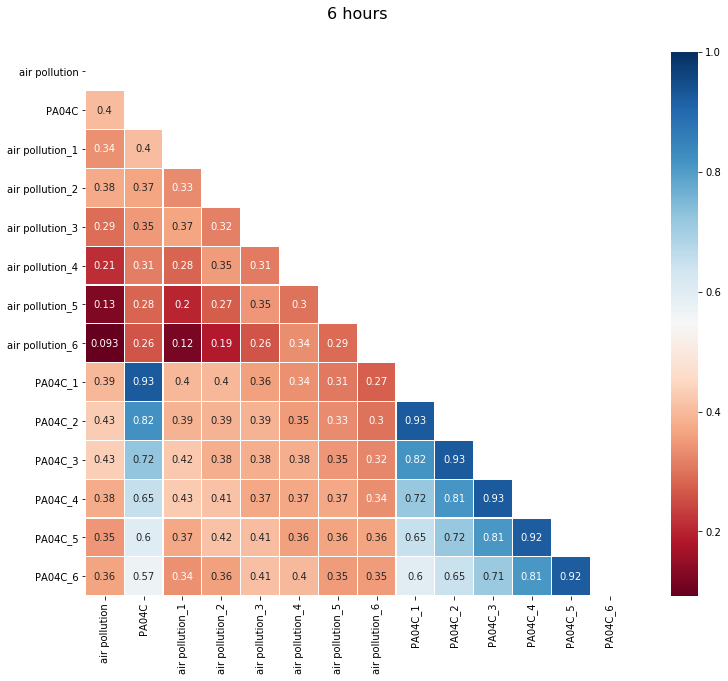 6 hours
air pollution
PA04C 0.4
air pollution_1 0.34 0.4
air pollution_2 0.38 0.37 0.33
air pollution_3 0.29 0.35 0.37 0.32
air pollution_4 0.21 0.31 0.28 0.35 0.31
air pollution_5 0.13 0.28 0.2 0.27 0.35 0.3
air pollution_6 0.093 0.26 0.12 0.19 0.26 0.34 0.29
PA04C_1 0.39 0.93 0.4 0.4 0.36 0.34 0.31 0.27
PA04C_2 0.43 0.82 0.39 0.39 0.39 0.35 0.33 0.3 0.93
PA04C_3 0.43 0.72 0.42 0.38 0.38 0.38 0.35 0.32 0.82 0.93
PA04C_4 0.38 0.65 0.43 0.41 0.37 0.37 0.37 0.34 0.72 0.81 0.93
PA04C_5 0.35 0.6 0.37 0.42 0.41 0.36 0.36 0.36 0.65 0.72 0.81 0.92
PA04C_6 0.36 0.57 0.34 0.36 0.41 0.4 0.35 0.35 0.6 0.65 0.71 0.81 0.92
air pollution
PA04C
air pollution_1
air pollution_2
air pollution_3
air pollution_4
air pollution_5
air pollution_6
PA04C_1
PA04C_2
PA04C_3
PA04C_4
PA04C_5
PA04C_6
1.0
0.8
0.6
0.4
0.2